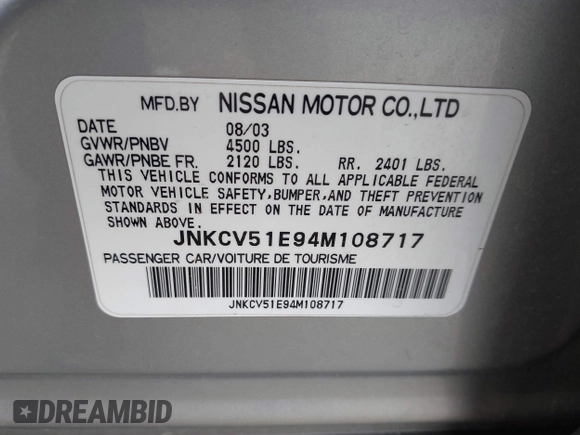 MFD.BY NISSAN MOTOR CO.,LTD
DATE 08/03
GVWR/PNBV 4500 LBS.
GAWR/PNBE FR. 2120 LBS. RR. 2401 LBS.
THIS VEHICLE CONFORMS TO ALL APPLICABLE FEDERAL
MOTOR VEHICLE SAFETY,BUMPER,AND THEFT PREVENTION
STANDARDS IN EFFECT ON THE DATE OF MANUFACTURE
SHOWN ABOVE.
JNKCV51E94M108717
PASSENGER CAR/VOITURE DE TOURISME
JNKCV51E94M108717
DREAMBID